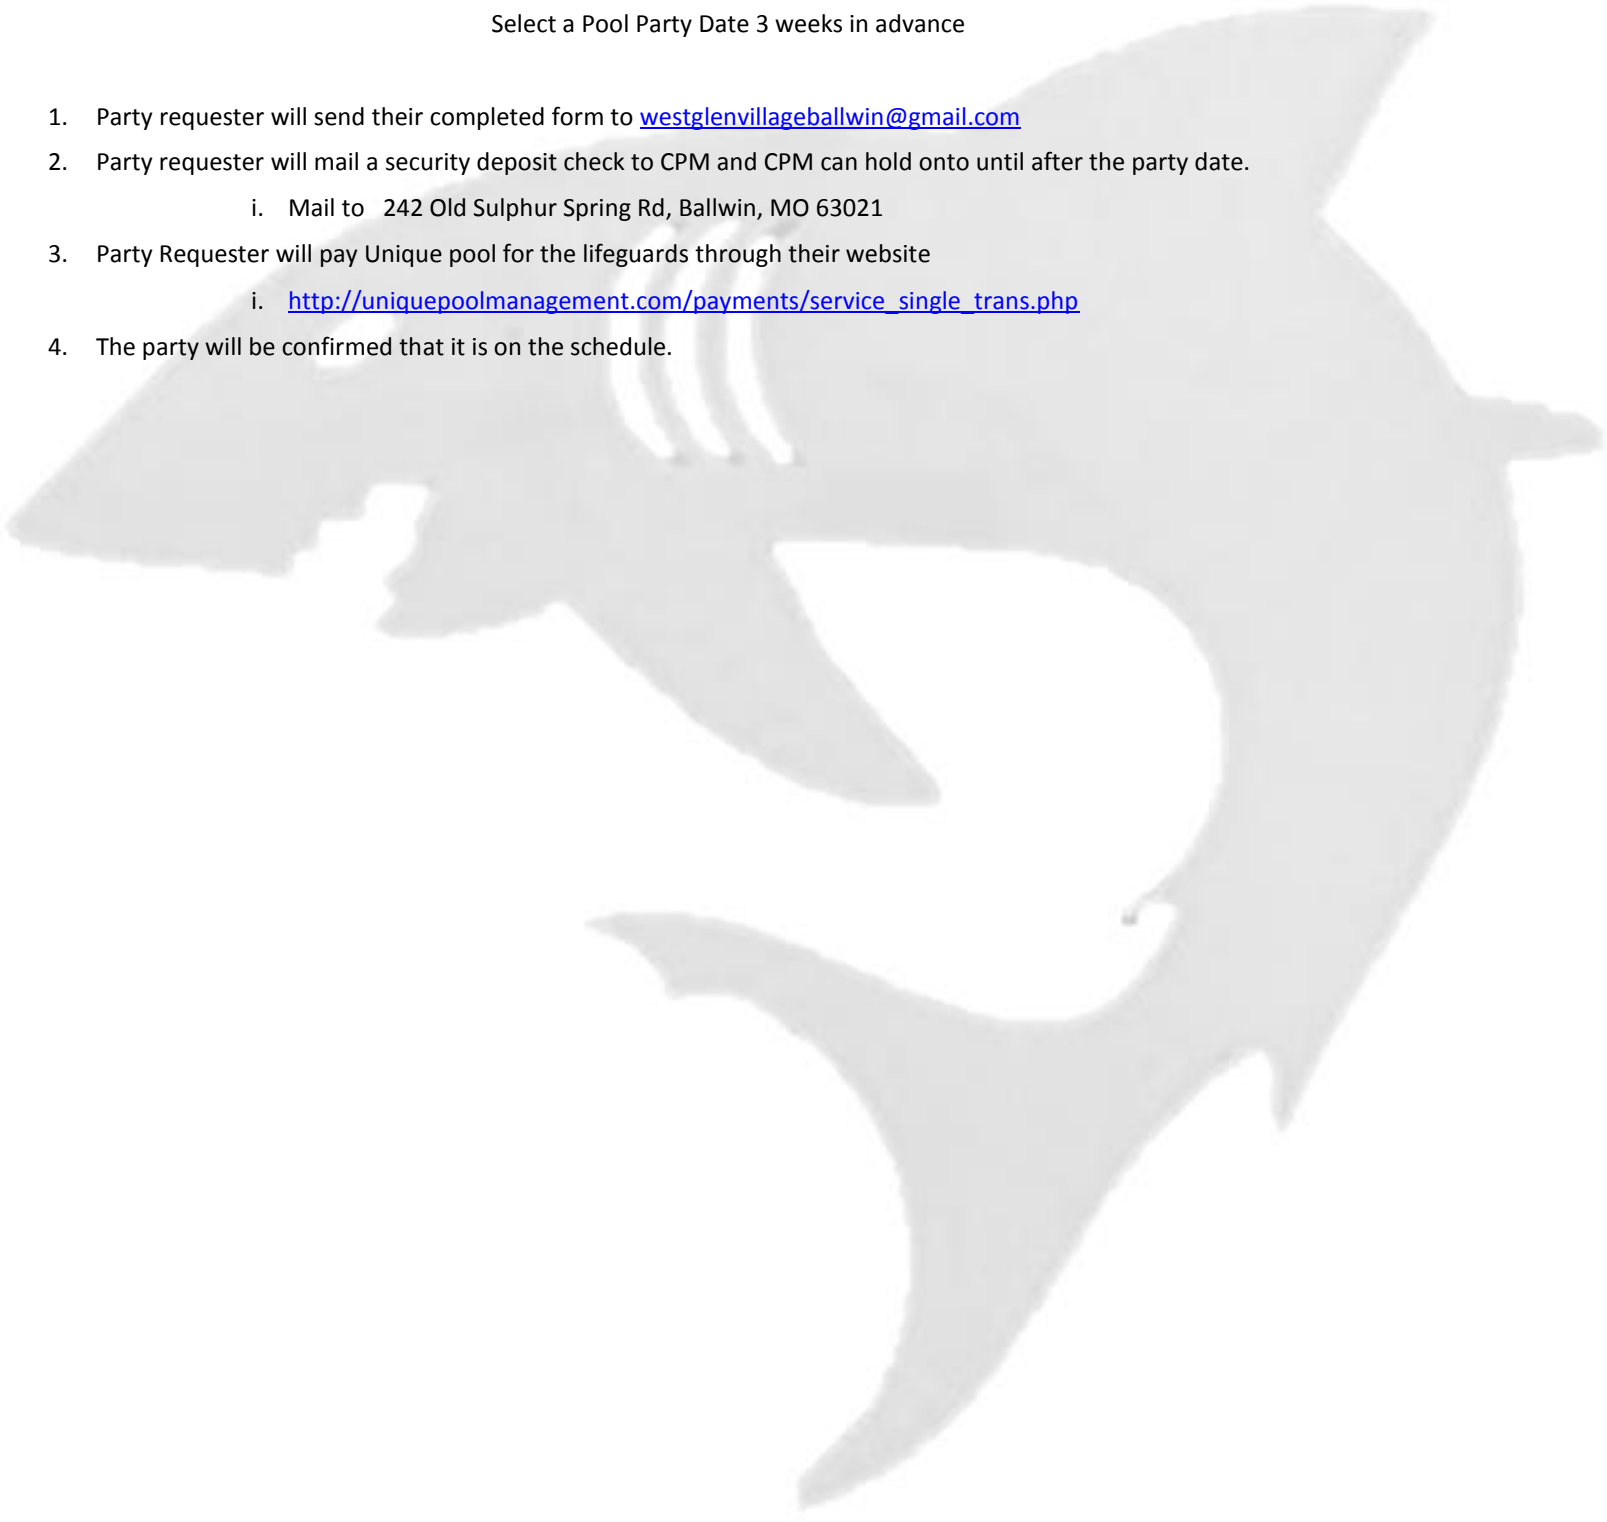 Select a Pool Party Date 3 weeks in advance
1. Party requester will send their completed form to westglenvillageballwin@gmail.com
2. Party requester will mail a security deposit check to CPM and CPM can hold onto until after the party date.
i. Mail to 242 Old Sulphur Spring Rd, Ballwin, MO 63021
3. Party Requester will pay Unique pool for the lifeguards through their website
i. http://uniquepoolmanagement.com/payments/service_single_trans.php
4. The party will be confirmed that it is on the schedule.